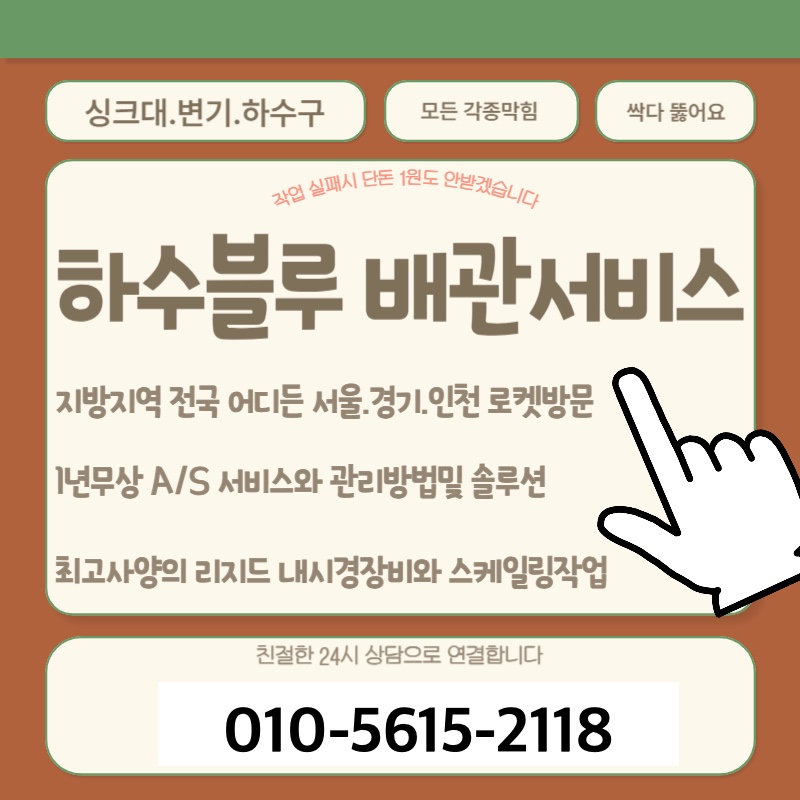 싱크대.변기.하수구
모든 각종막힘
싹다 뚫어요
작업 실패시 단돈 1원도 안받겠습니다
하수블루 배관서비스
지방지역 전국 어디든 서울.경기.인천 로켓방문
1년무상 A/S 서비스와 관리방법및 솔루션
최고사양의 리지드 내시경장비와 스케일링작업
친절한 24시 상담으로 연결합니다
010-5615-2118